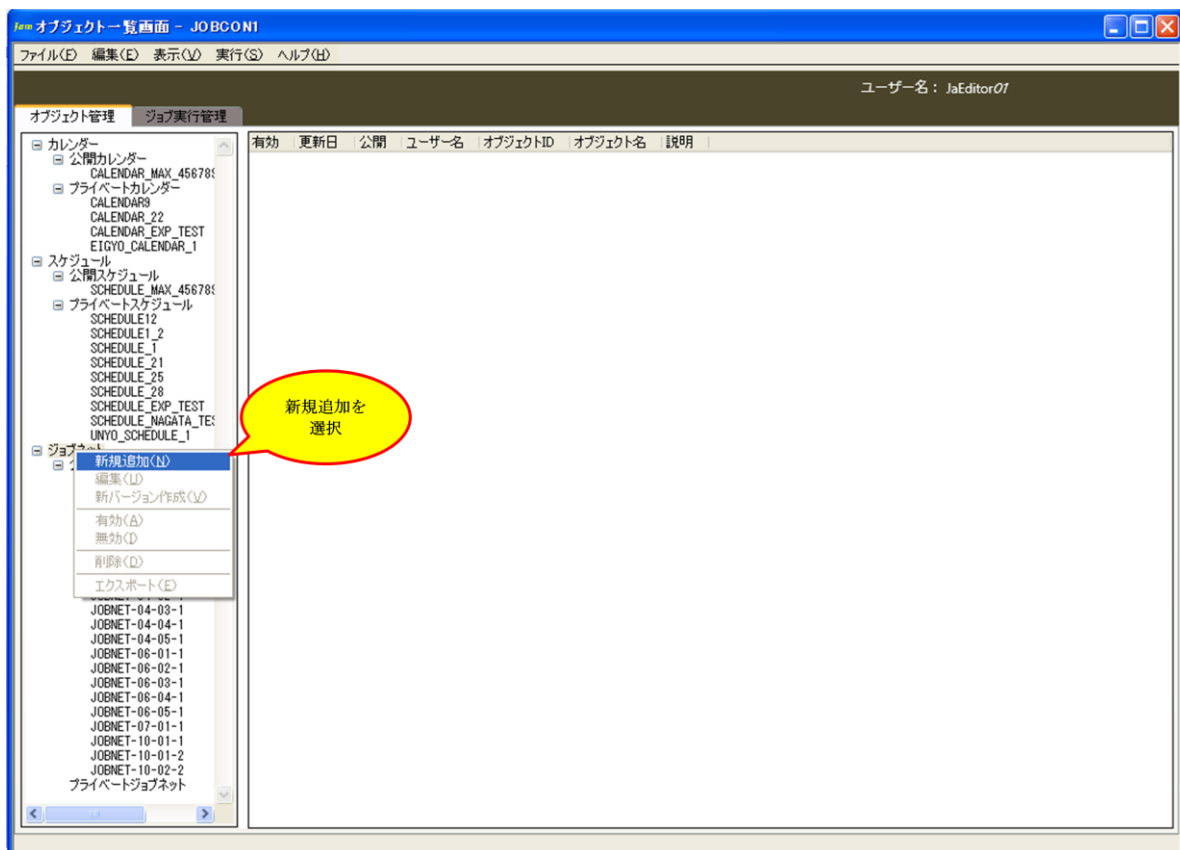 Jam オブジェクト一覧画面 - JOBCON1
ファイル(F) 編集(E) 表示(V) 実行(S) ヘルプ(H)
ユーザー名: JaEditor01
オブジェクト管理 ジョブ実行管理
有効 更新日 公開 ユーザー名 オブジェクトID オブジェクト名 説明
カレンダー
公開カレンダー
CALENDAR_MAX_45678
プライベートカレンダー
CALENDAR9
CALENDAR_22
CALENDAR_EXP_TEST
EIGYO_CALENDAR_1
スケジュール
公開スケジュール
SCHEDULE_MAX_45678
プライベートスケジュール
SCHEDULE12
SCHEDULE1_2
SCHEDULE_1
SCHEDULE_21
SCHEDULE_25
SCHEDULE_28
SCHEDULE_EXP_TEST
SCHEDULE_NAGATA_TE
UNYO_SCHEDULE_1
新規追加を
選択
ジョブネット
新規追加(N)
編集(U)
新バージョン作成(V)
有効(A)
無効(I)
削除(D)
エクスポート(E)
JOBNET-04-03-1
JOBNET-04-04-1
JOBNET-04-05-1
JOBNET-06-01-1
JOBNET-06-02-1
JOBNET-06-03-1
JOBNET-06-04-1
JOBNET-06-05-1
JOBNET-07-01-1
JOBNET-10-01-1
JOBNET-10-01-2
JOBNET-10-02-2
プライベートジョブネット